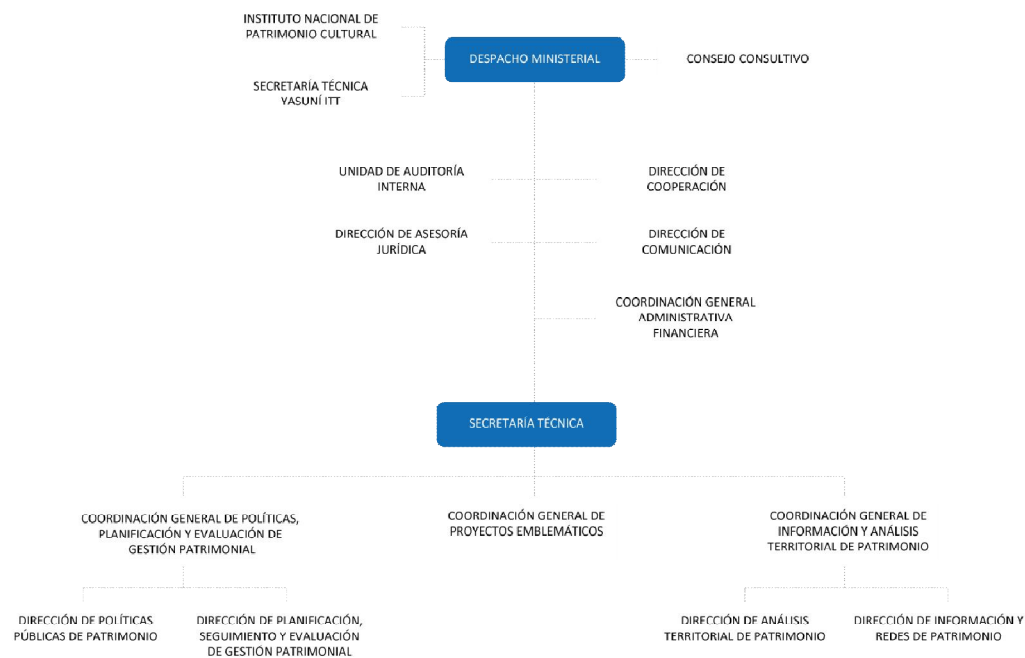 INSTITUTO NACIONAL DE
PATRIMONIO CULTURAL
DESPACHO MINISTERIAL
CONSEJO CONSULTIVO
SECRETARÍA TÉCNICA
YASUNÍ ITT
UNIDAD DE AUDITORÍA
INTERNA
DIRECCIÓN DE
COOPERACIÓN
DIRECCIÓN DE ASESORÍA
JURÍDICA
DIRECCIÓN DE
COMUNICACIÓN
COORDINACIÓN GENERAL
ADMINISTRATIVA
FINANCIERA
SECRETARÍA TÉCNICA
COORDINACIÓN GENERAL DE POLÍTICAS,
PLANIFICACIÓN Y EVALUACIÓN DE
GESTIÓN PATRIMONIAL
COORDINACIÓN GENERAL DE
PROYECTOS EMBLEMÁTICOS
COORDINACIÓN GENERAL DE
INFORMACIÓN Y ANÁLISIS
TERRITORIAL DE PATRIMONIO
DIRECCIÓN DE POLÍTICAS
PÚBLICAS DE PATRIMONIO
DIRECCIÓN DE PLANIFICACIÓN,
SEGUIMIENTO Y EVALUACIÓN
DE GESTIÓN PATRIMONIAL
DIRECCIÓN DE ANÁLISIS
TERRITORIAL DE PATRIMONIO
DIRECCIÓN DE INFORMACIÓN Y
REDES DE PATRIMONIO